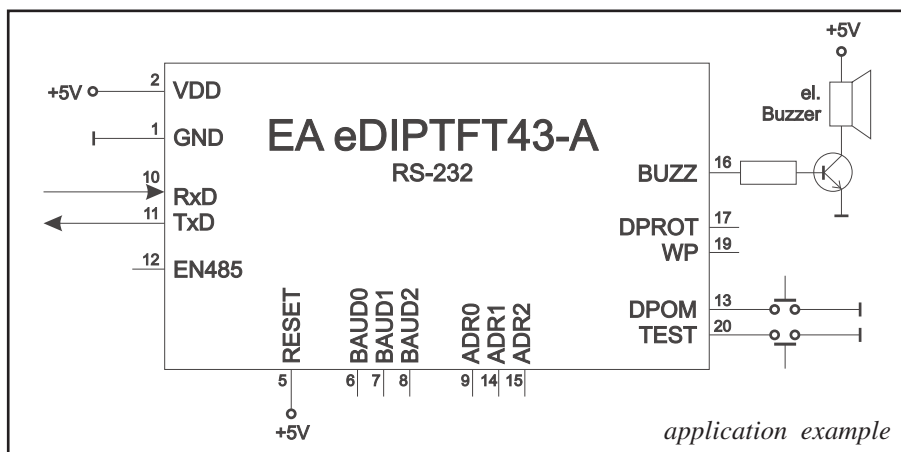 +5V
2
VDD
+5V
el.
Buzzer
1
GND
EA eDIPTFT43-A
RS-232
10
RxD
11
TxD
12
EN485
BUZZ
16
DPROT
17
WP
19
DPOM
13
TEST
20
RESET
BAUD0
BAUD1
BAUD2
ADR0
ADR1
ADR2
5
6
7
8
9
14
15
+5V
application example